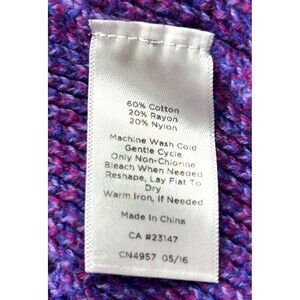 60% Cotton
20% Rayon
20% Nylon
Machine Wash Cold
Gentle Cycle
Only Non-Chlorine
Bleach When Needed
Reshape, Lay Flat To
Dry
Warm Iron, If Needed
Made in China
CA #23147
CN4957 05/16